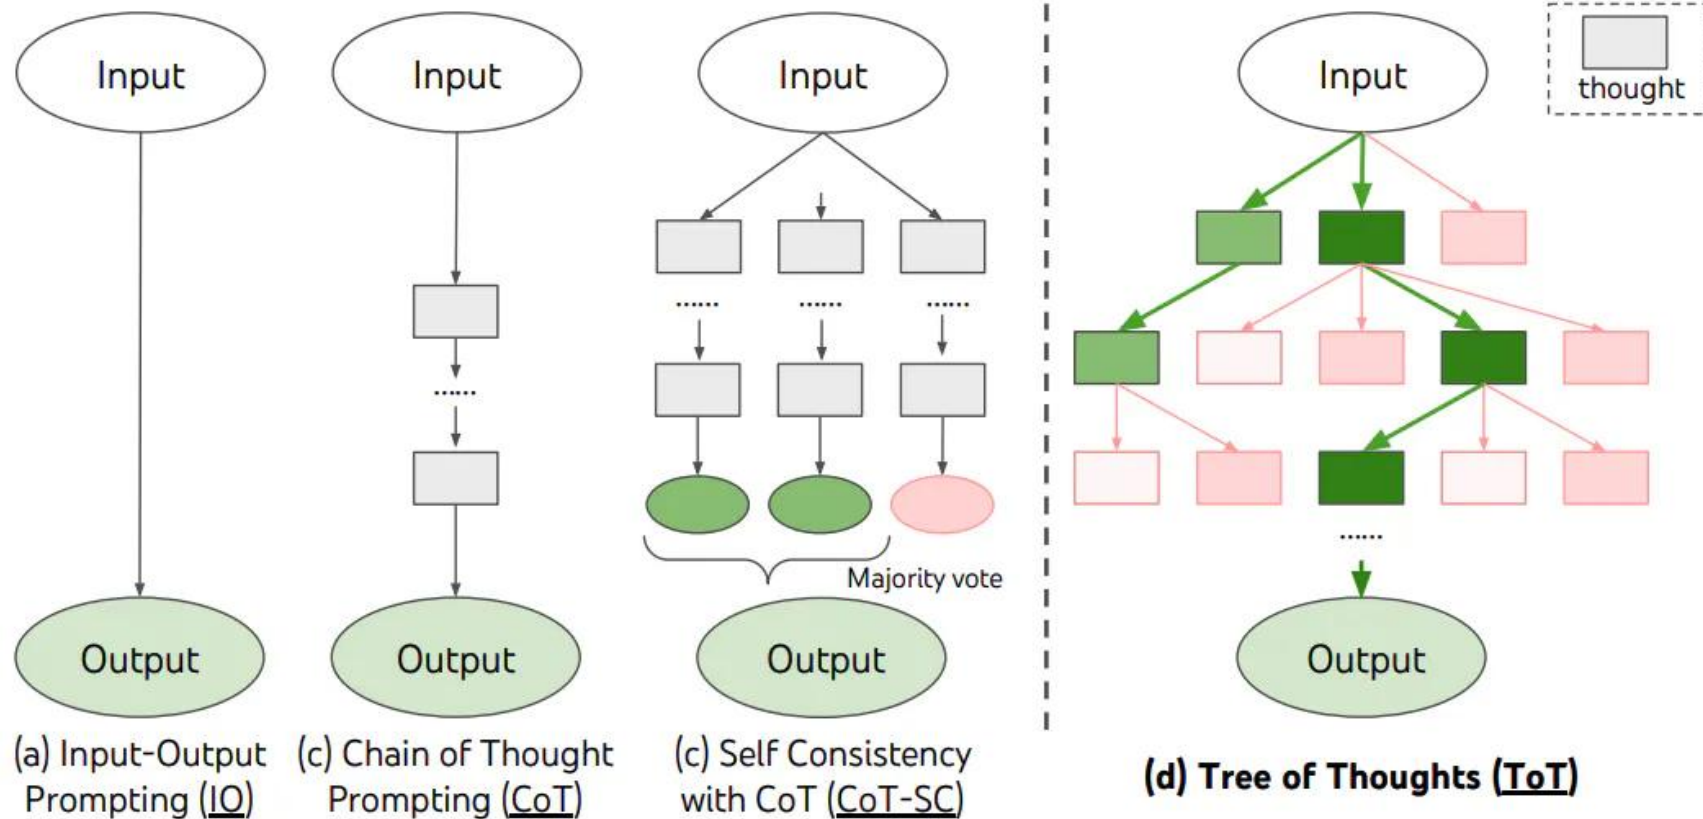 Input
Input
Input
Input
thought
......
......
......
......
......
Majority vote
Output
Output
Output
Output
(a) Input-Output
Prompting (IO)
(c) Chain of Thought
Prompting (CoT)
(c) Self Consistency
with CoT (CoT-SC)
(d) Tree of Thoughts (ToT)